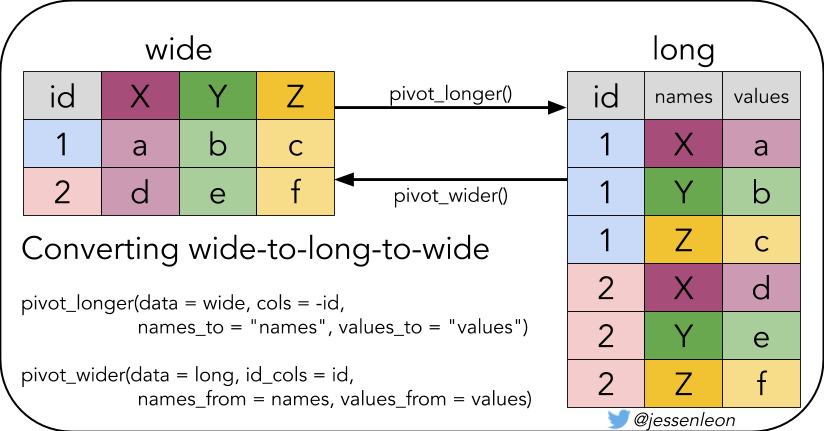 wide
id X Y Z
1 a b c
2 d e f
pivot_longer()
pivot_wider()
long
id names values
1 X a
1 Y b
1 Z c
2 X d
2 Y e
2 Z f
Converting wide-to-long-to-wide
pivot_longer(data = wide, cols = -id,
names_to = "names", values_to = "values")
pivot_wider(data = long, id_cols = id,
names_from = names, values_from = values)
@jessenleon